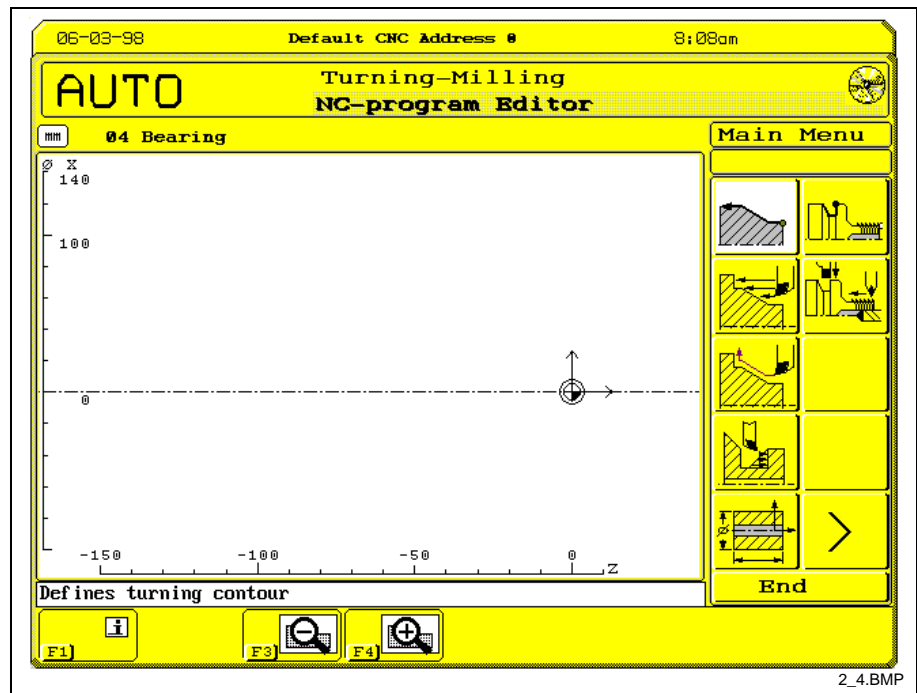 06-03-98 Default CNC Address 0 8:08am
AUTO
Turning-Milling
NC-program Editor
mm 04 Bearing
Main Menu
ø X
140
100
0
-150 -100 -50 0 Z
ø
>
End
Defines turning contour
F1) i F3) F4)
2_4.BMP